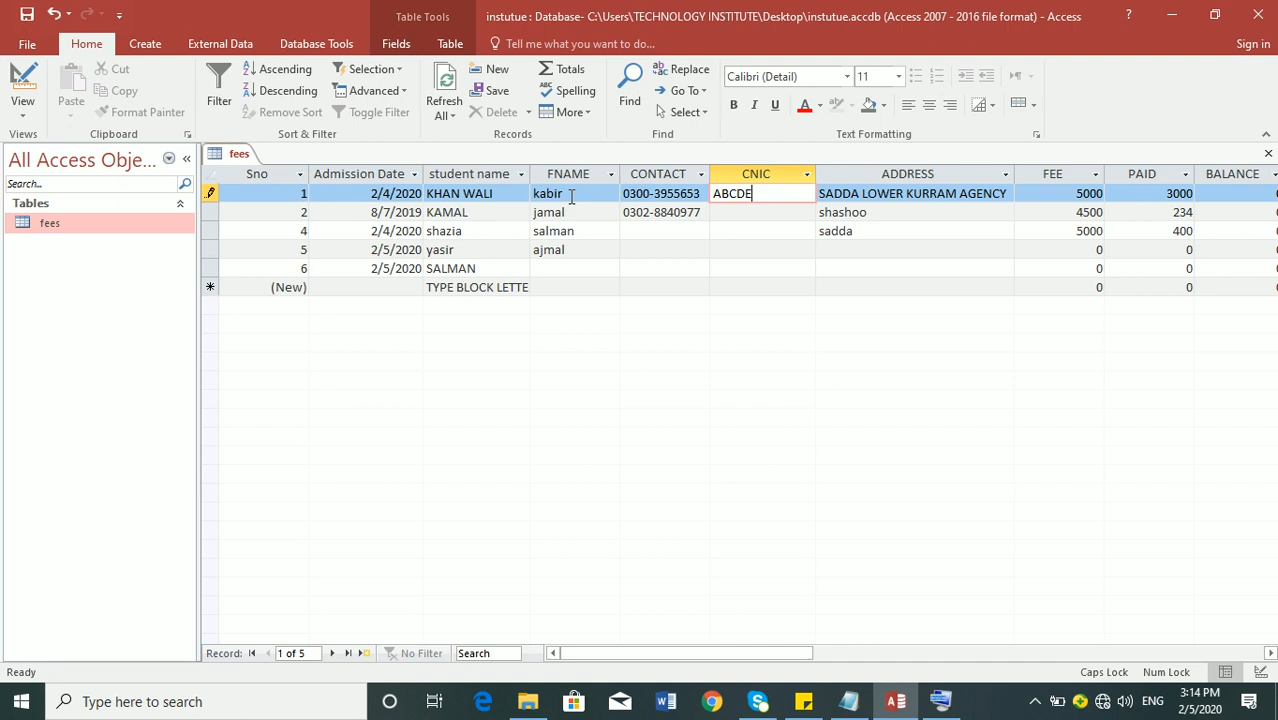 Table Tools
instutue : Database- C:\Users\TECHNOLOGY INSTITUTE\Desktop\instutue.accdb (Access 2007 - 2016 file format) - Access
?
File Home Create External Data Database Tools Fields Table Tell me what you want to do... Sign in
View
Views
Paste
Cut
Copy
Format Painter
Clipboard
Filter
Ascending
Descending
Remove Sort
Selection
Advanced
Toggle Filter
Sort & Filter
Refresh
All
New
Save
Delete
Totals
Spelling
More
Records
Find
Replace
Go To
Select
Find
Calibri (Detail) 11
B I U A
Text Formatting
All Access Obje...
Search...
Tables
fees
fees
Sno Admission Date student name FNAME CONTACT CNIC ADDRESS FEE PAID BALANCE
1 2/4/2020 KHAN WALI kabir 0300-3955653 ABCDE SADDA LOWER KURRAM AGENCY 5000 3000
2 8/7/2019 KAMAL jamal 0302-8840977 shashoo 4500 234
4 2/4/2020 shazia salman sadda 5000 400
5 2/5/2020 yasir ajmal 0 0
6 2/5/2020 SALMAN 0 0
(New) TYPE BLOCK LETTE 0 0
Record: 1 of 5 No Filter Search
Ready Caps Lock Num Lock
Type here to search
ENG
3:14 PM
2/5/2020